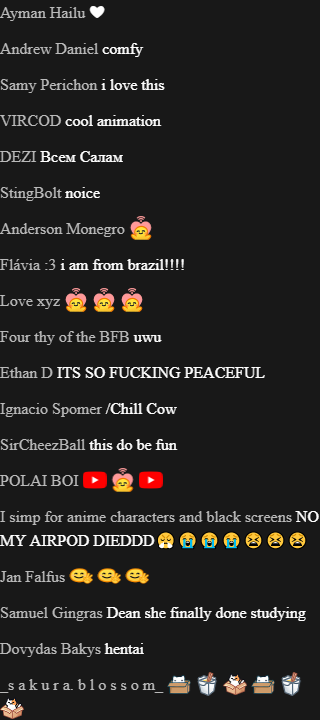 Ayman Hailu 🤍
Andrew Daniel comfy
Samy Perichon i love this
VIRCOD cool animation
DEZI Всем Салам
StingBolt noice
Anderson Monegro
Flávia :3 i am from brazil!!!!
Love xyz
Four thy of the BFB uwu
Ethan D ITS SO FUCKING PEACEFUL
Ignacio Spomer /Chill Cow
SirCheezBall this do be fun
POLAI BOI
I simp for anime characters and black screens NO
MY AIRPOD DIEDDD 😤 😭 😭 😭 😫 😫 😫
Jan Falfus
Samuel Gingras Dean she finally done studying
Dovydas Bakys hentai
_s a k u r a. b l o s s o m_